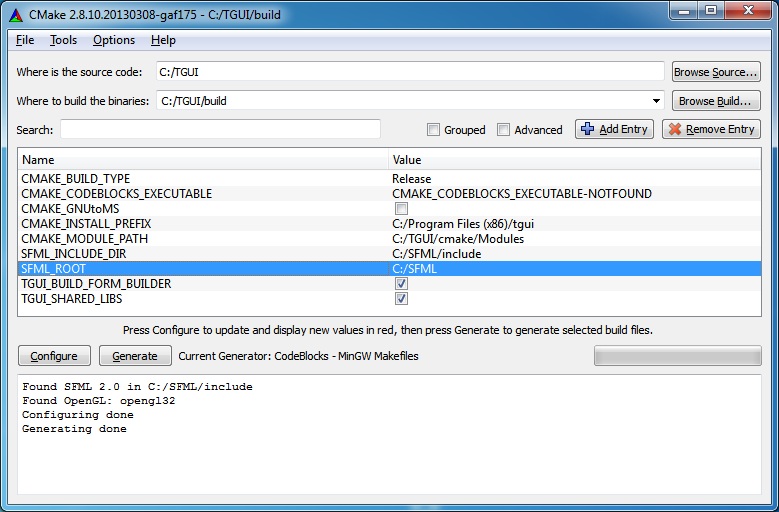 CMake 2.8.10.20130308-gaf175 - C:/TGUI/build
File Tools Options Help
Where is the source code: C:/TGUI Browse Source...
Where to build the binaries: C:/TGUI/build Browse Build...
Search: Grouped Advanced Add Entry Remove Entry
Name Value
CMAKE_BUILD_TYPE Release
CMAKE_CODEBLOCKS_EXECUTABLE CMAKE_CODEBLOCKS_EXECUTABLE-NOTFOUND
CMAKE_GNUtoMS
CMAKE_INSTALL_PREFIX C:/Program Files (x86)/tgui
CMAKE_MODULE_PATH C:/TGUI/cmake/Modules
SFML_INCLUDE_DIR C:/SFML/include
SFML_ROOT C:/SFML
TGUI_BUILD_FORM_BUILDER
TGUI_SHARED_LIBS
Press Configure to update and display new values in red, then press Generate to generate selected build files.
Configure Generate Current Generator: CodeBlocks - MinGW Makefiles
Found SFML 2.0 in C:/SFML/include
Found OpenGL: opengl32
Configuring done
Generating done